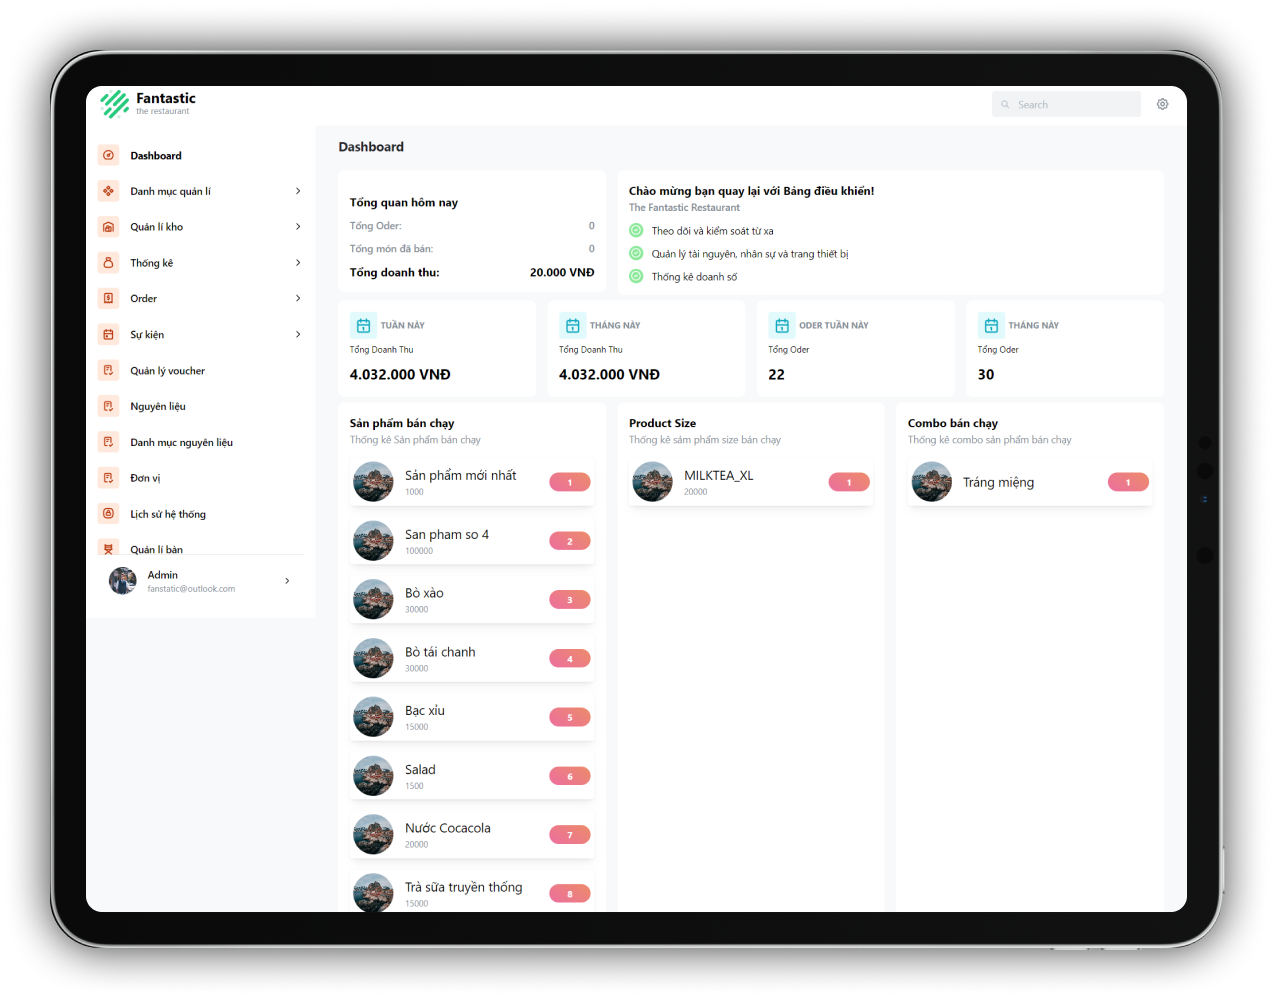 Fantastic
the restaurant
Search
Dashboard
Danh mục quản lí
Quản lí kho
Thống kê
Order
Sự kiện
Quản lý voucher
Nguyên liệu
Danh mục nguyên liệu
Đơn vị
Lịch sử hệ thống
Quản lí bàn
Admin
fanstatic@outlook.com
Dashboard
Tổng quan hôm nay
Tổng Oder: 0
Tổng món đã bán: 0
Tổng doanh thu: 20.000 VNĐ
Chào mừng bạn quay lại với Bảng điều khiển!
The Fantastic Restaurant
Theo dõi và kiểm soát từ xa
Quản lý tài nguyên, nhân sự và trang thiết bị
Thống kê doanh số
TUẦN NÀY
Tổng Doanh Thu
4.032.000 VNĐ
THÁNG NÀY
Tổng Doanh Thu
4.032.000 VNĐ
ODER TUẦN NÀY
Tổng Oder
22
THÁNG NÀY
Tổng Oder
30
Sản phẩm bán chạy
Thống kê Sản phẩm bán chạy
Sản phẩm mới nhất
1000
1
San pham so 4
100000
2
Bò xào
30000
3
Bò tái chanh
30000
4
Bạc xỉu
15000
5
Salad
1500
6
Nước Cocacola
20000
7
Trà sữa truyền thống
15000
8
Product Size
Thống kê sảm phẩm size bán chạy
MILKTEA_XL
20000
1
Combo bán chạy
Thống kê combo sản phẩm bán chạy
Tráng miệng
1